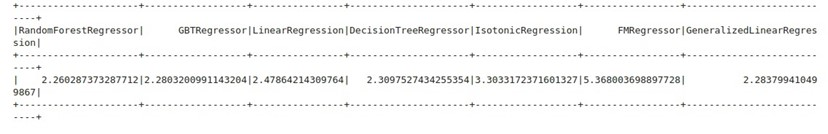 +--------------------+------------------+----------------+---------------------+------------------+-----------------+--------------------
----+
|RandomForestRegressor|      GBTRegressor|LinearRegression|DecisionTreeRegressor|IsotonicRegression|      FMRegressor|GeneralizedLinearRegres
sion|
+--------------------+------------------+----------------+---------------------+------------------+-----------------+--------------------
----+
|    2.260287373287712|2.2803200991143204|2.47864214309764|   2.3097527434255354|3.3033172371601327|5.368003698897728|        2.28379941049
9867|
+--------------------+------------------+----------------+---------------------+------------------+-----------------+--------------------
----+